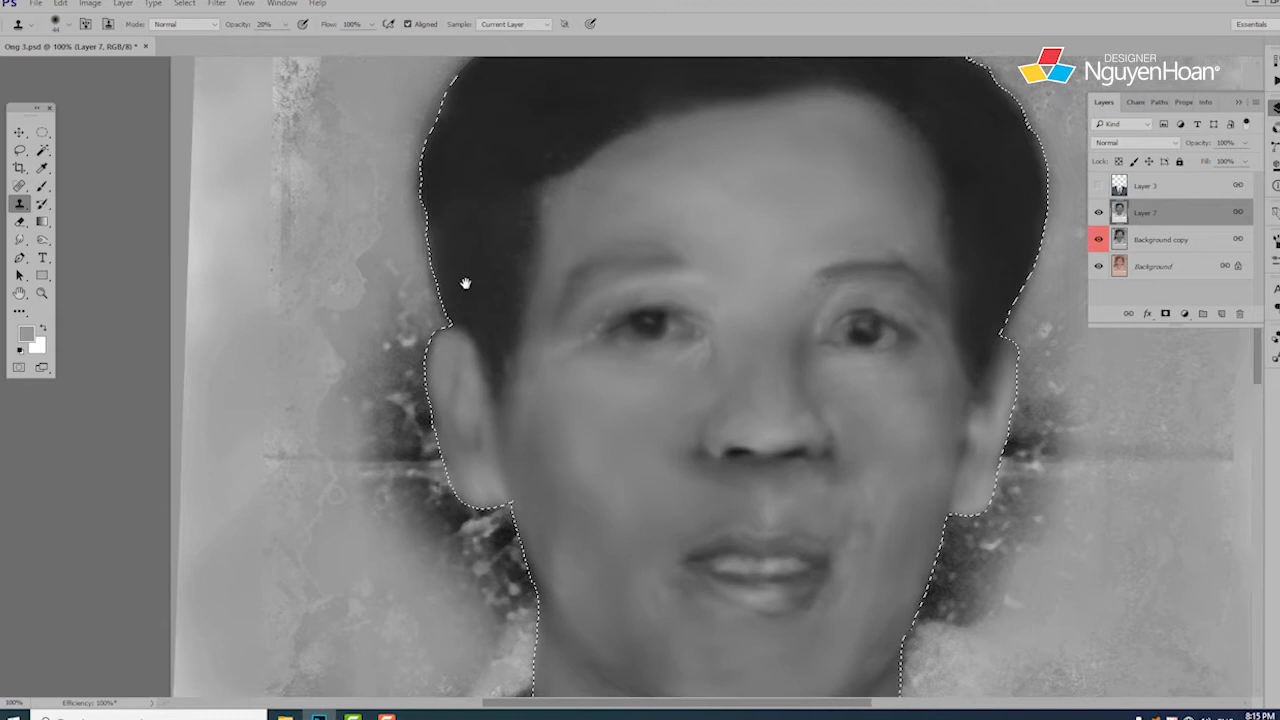 File Edit Image Layer Type Select Filter View Window Help
Mode: Normal Opacity: 20% Flow: 100% Aligned Sample: Current Layer Essentials
44
Ong 3.psd @ 100% (Layer 7, RGB/8) * ×
DESIGNER
NguyenHoan®
Layers Chann Paths Prope Info
Kind
Normal Opacity: 100%
Lock: Fill: 100%
Layer 3
Layer 7
Background copy
Background
T
fx
100% Efficiency: 100%*
8:15 PM